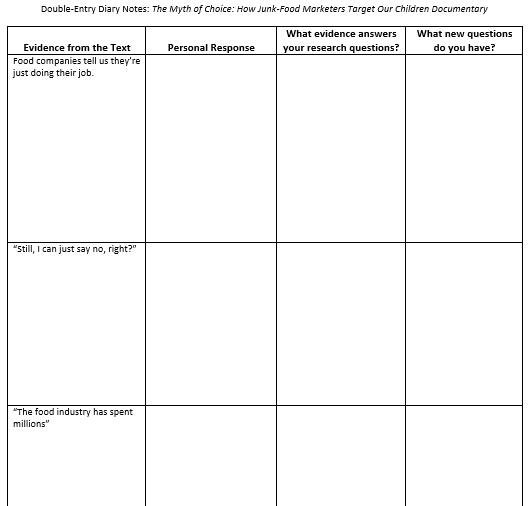 Double-Entry Diary Notes: The Myth of Choice: How Junk-Food Marketers Target Our Children Documentary
Evidence from the Text
Personal Response
What evidence answers
your research questions?
What new questions
do you have?
Food companies tell us they're
just doing their job.
"Still, I can just say no, right?"
"The food industry has spent
millions"